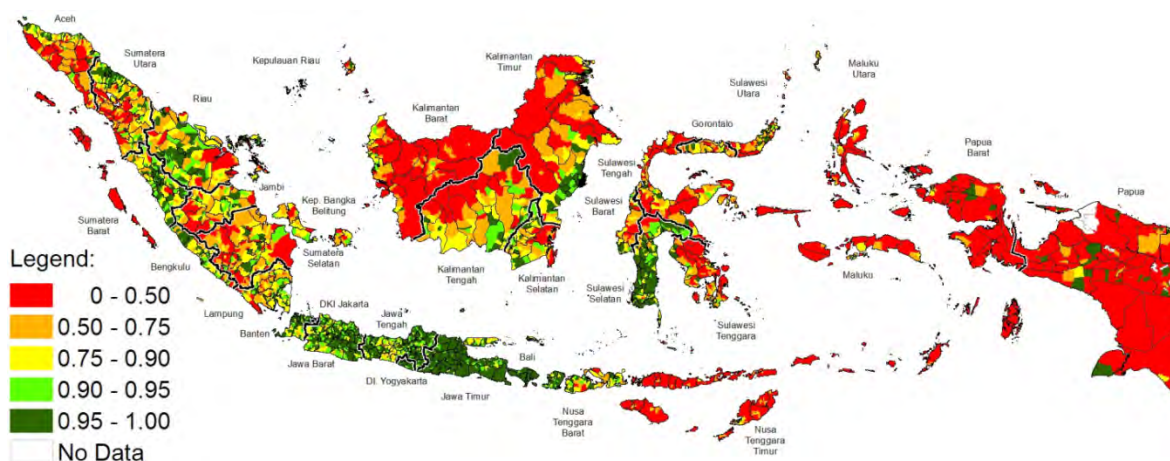 Aceh
Sumatera
Utara
Kepulauan Riau
Riau
Kalimantan
Timur
Kalimantan
Barat
Sulawesi
Utara
Maluku
Utara
Gorontalo
Papua
Barat
Papua
Sulawesi
Tengah
Jambi
Kep. Bangka
Belitung
Sulawesi
Barat
Sumatera
Barat
Sumatera
Selatan
Bengkulu
Kalimantan
Tengah
Kalimantan
Selatan
Sulawesi
Selatan
Maluku
Lampung
DKI Jakarta
Sulawesi
Tenggara
Banten
Jawa
Tengah
Jawa Barat
Bali
DI. Yogyakarta
Jawa Timur
Nusa
Tenggara
Barat
Nusa
Tenggara
Timur
Legend:
0 - 0.50
0.50 - 0.75
0.75 - 0.90
0.90 - 0.95
0.95 - 1.00
No Data